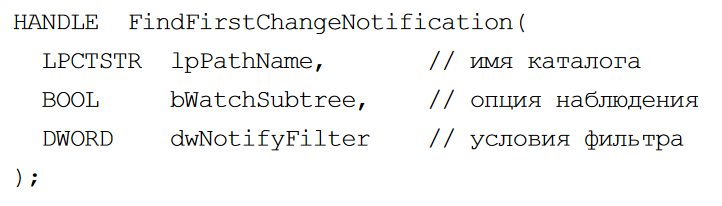 HANDLE  FindFirstChangeNotification(
  LPCTSTR  lpPathName,       // имя каталога
  BOOL     bWatchSubtree,    // опция наблюдения
  DWORD    dwNotifyFilter    // условия фильтра
);